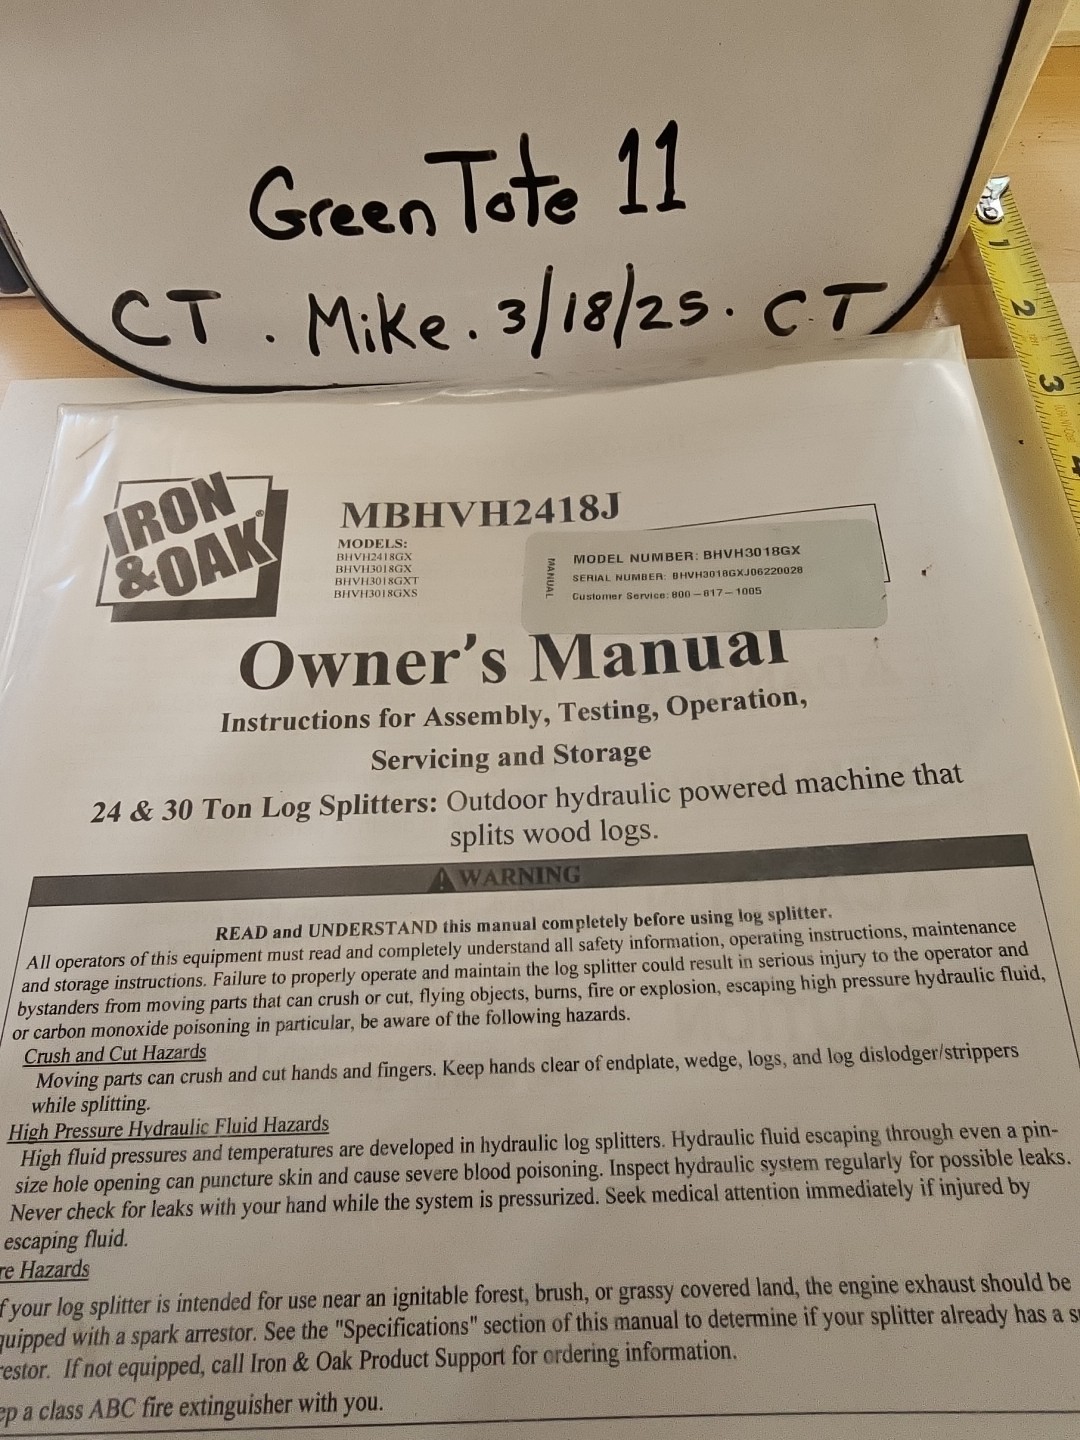 Green Tote 11
CT . Mike . 3/18/25 . CT
1
2
3
4
IRON
&OAK®
MBHVH2418J
MODELS:
BHVH2418GX
BHVH3018GX
BHVH3018GXT
BHVH3018GXS
MANUAL
MODEL NUMBER: BHVH3018GX
SERIAL NUMBER: BHVH3018GXJ06220028
Customer Service: 800-817-1005
Owner's Manual
Instructions for Assembly, Testing, Operation,
Servicing and Storage
24 & 30 Ton Log Splitters: Outdoor hydraulic powered machine that
splits wood logs.
WARNING
READ and UNDERSTAND this manual completely before using log splitter.
All operators of this equipment must read and completely understand all safety information, operating instructions, maintenance
and storage instructions. Failure to properly operate and maintain the log splitter could result in serious injury to the operator and
bystanders from moving parts that can crush or cut, flying objects, burns, fire or explosion, escaping high pressure hydraulic fluid,
or carbon monoxide poisoning in particular, be aware of the following hazards.
Crush and Cut Hazards
Moving parts can crush and cut hands and fingers. Keep hands clear of endplate, wedge, logs, and log dislodger/strippers
while splitting.
High Pressure Hydraulic Fluid Hazards
High fluid pressures and temperatures are developed in hydraulic log splitters. Hydraulic fluid escaping through even a pin-
size hole opening can puncture skin and cause severe blood poisoning. Inspect hydraulic system regularly for possible leaks.
Never check for leaks with your hand while the system is pressurized. Seek medical attention immediately if injured by
escaping fluid.
re Hazards
f your log splitter is intended for use near an ignitable forest, brush, or grassy covered land, the engine exhaust should be
quipped with a spark arrestor. See the "Specifications" section of this manual to determine if your splitter already has a s
restor. If not equipped, call Iron & Oak Product Support for ordering information.
ep a class ABC fire extinguisher with you.